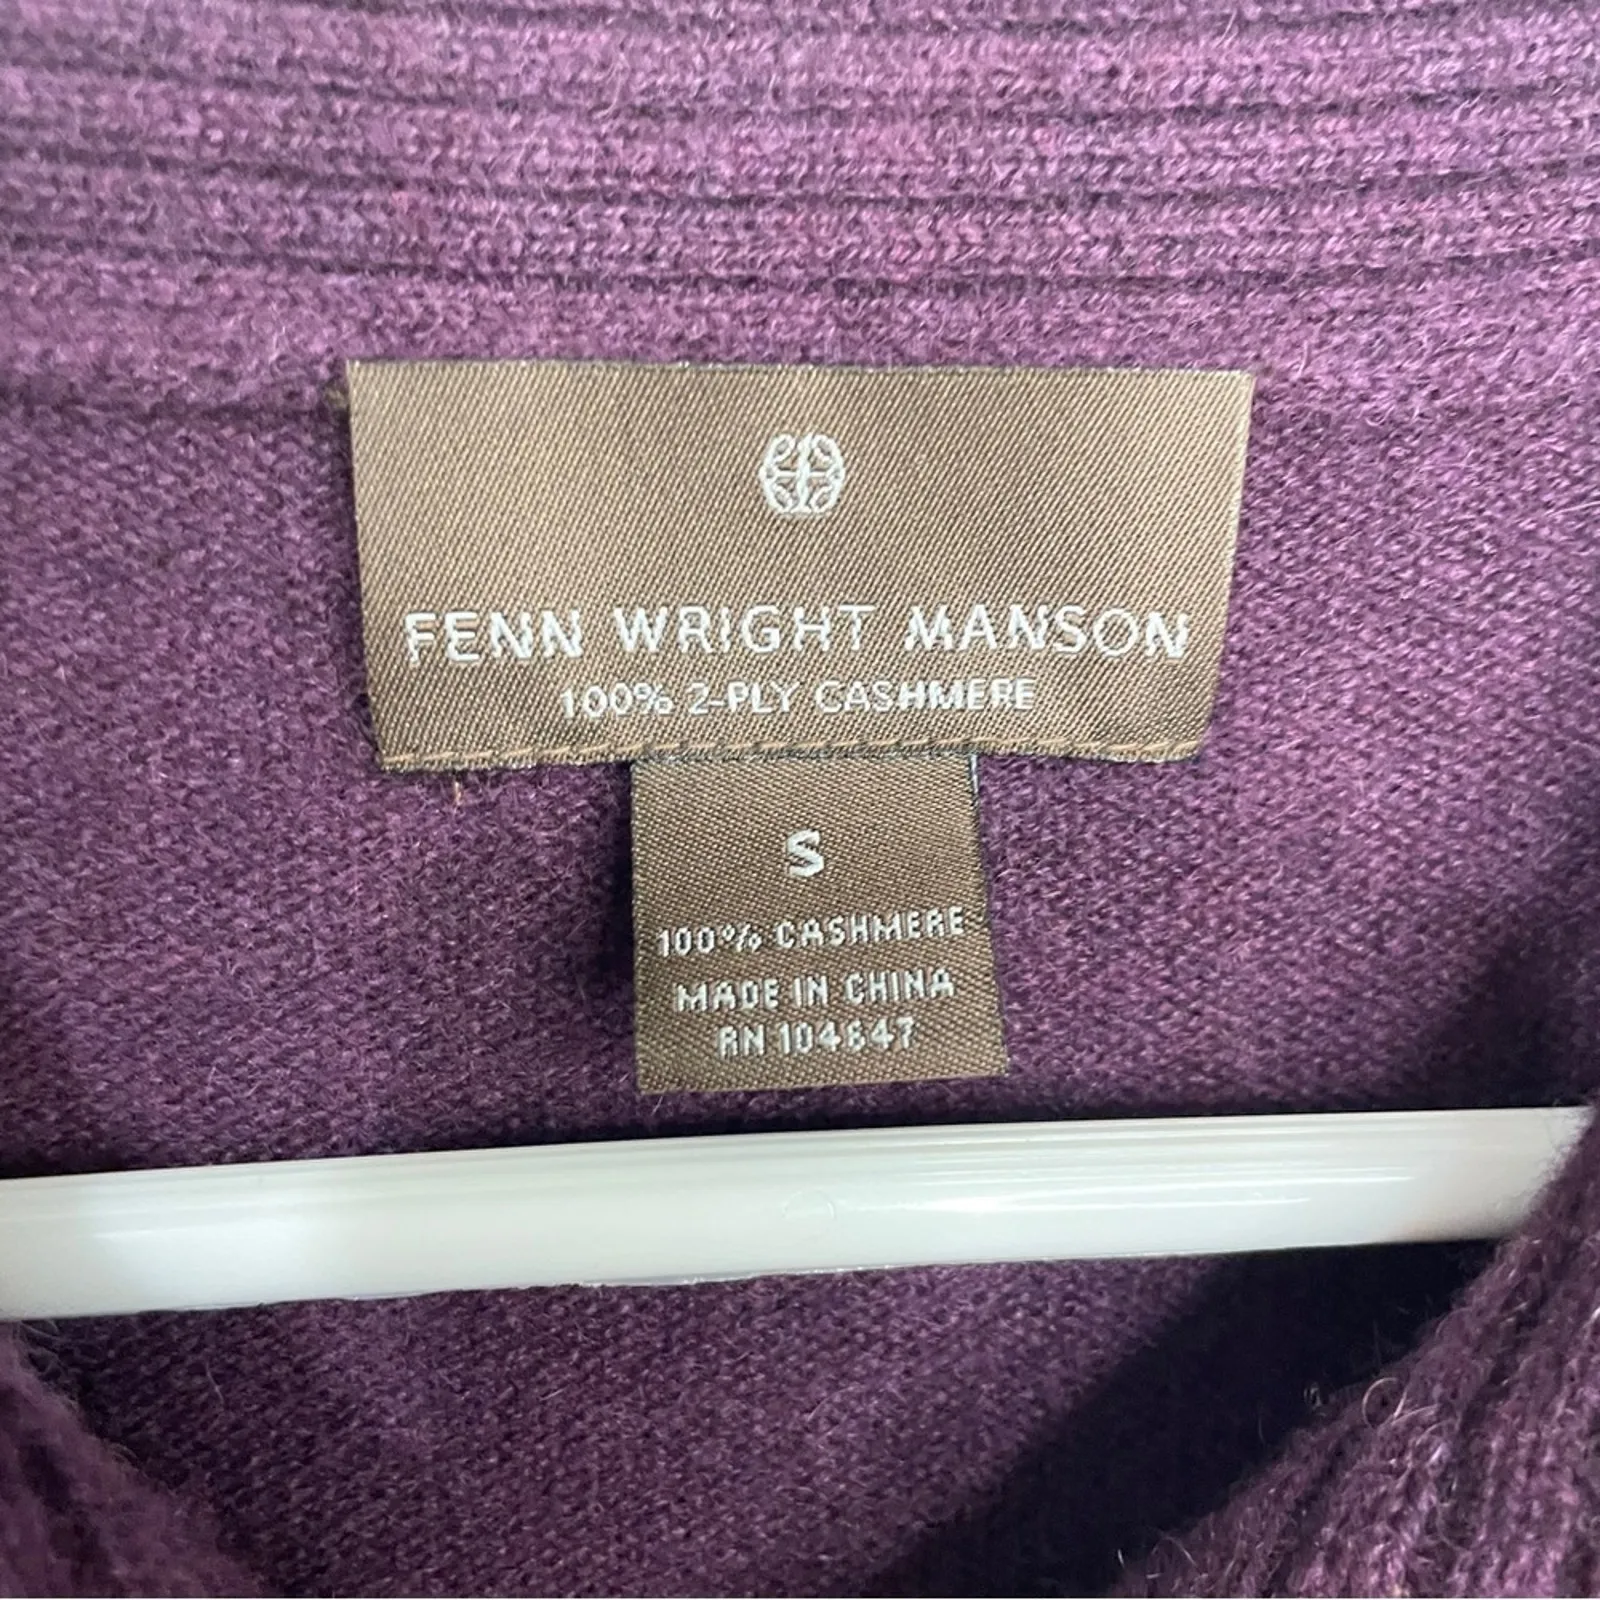 FENN WRIGHT MANSON
100% 2-PLY CASHMERE
S
100% CASHMERE
MADE IN CHINA
RN 104647